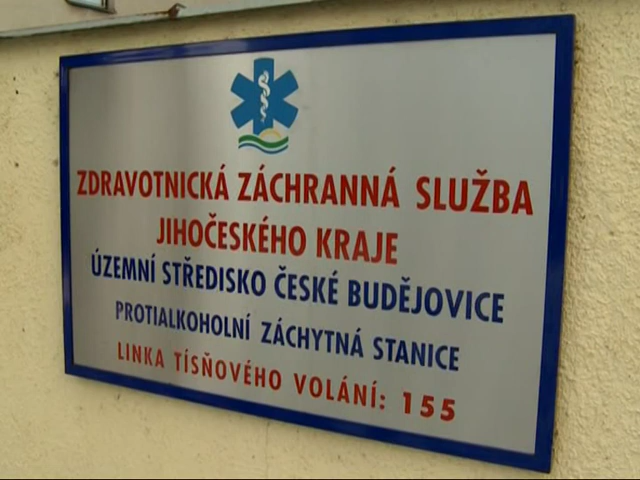 ZDRAVOTNICKÁ ZÁCHRANNÁ SLUŽBA
JIHOČESKÉHO KRAJE
ÚZEMNÍ STŘEDISKO ČESKÉ BUDĚJOVICE
PROTIALKOHOLNÍ ZÁCHYTNÁ STANICE
LINKA TÍSŇOVÉHO VOLÁNÍ: 155